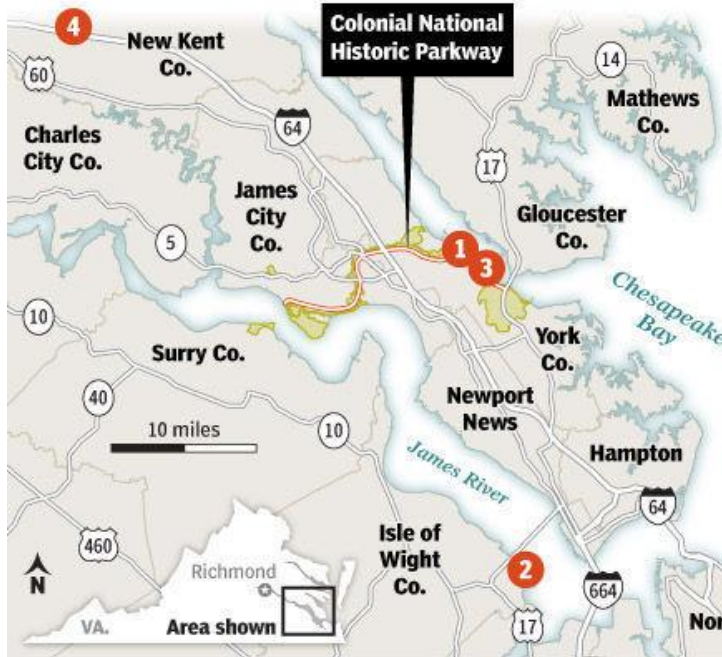 4
New Kent
Co.
Colonial National
Historic Parkway
14
Mathews
Co.
60
64
Charles
City Co.
17
James
City
Co.
Gloucester
Co.
5
1
3
Chesapeake
Bay
10
Surry Co.
York
Co.
40
10 miles
10
Newport
News
Hampton
James River
64
460
Isle of
Wight
Co.
2
N
Richmond
664
VA.
Area shown
17
Nor